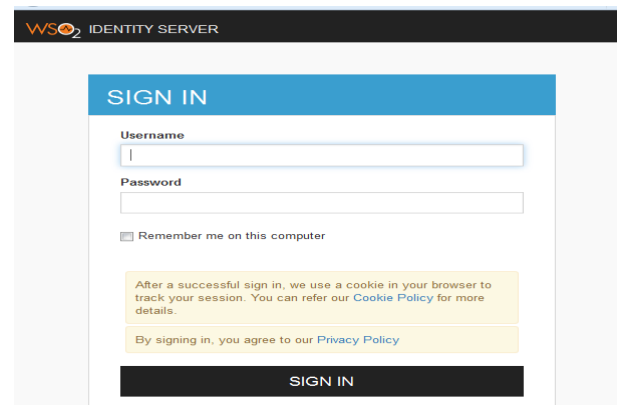 WSO2 IDENTITY SERVER
SIGN IN
Username
Password
Remember me on this computer
After a successful sign in, we use a cookie in your browser to
track your session. You can refer our Cookie Policy for more
details.
By signing in, you agree to our Privacy Policy
SIGN IN